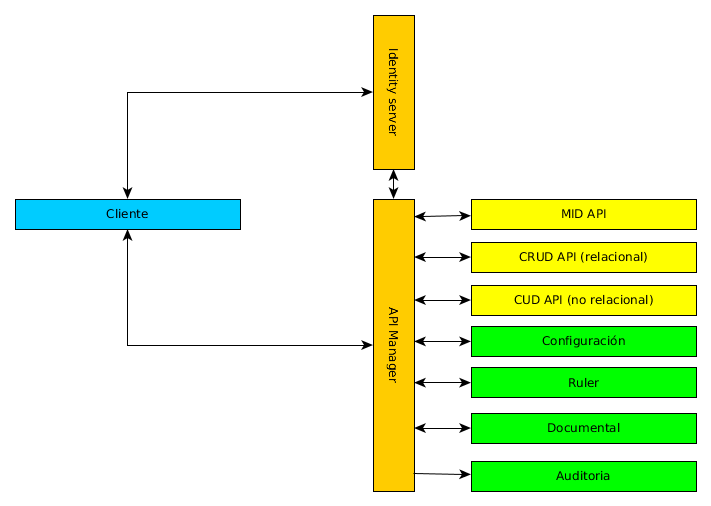 Identity server
Cliente
API Manager
MID API
CRUD API (relacional)
CUD API (no relacional)
Configuración
Ruler
Documental
Auditoria